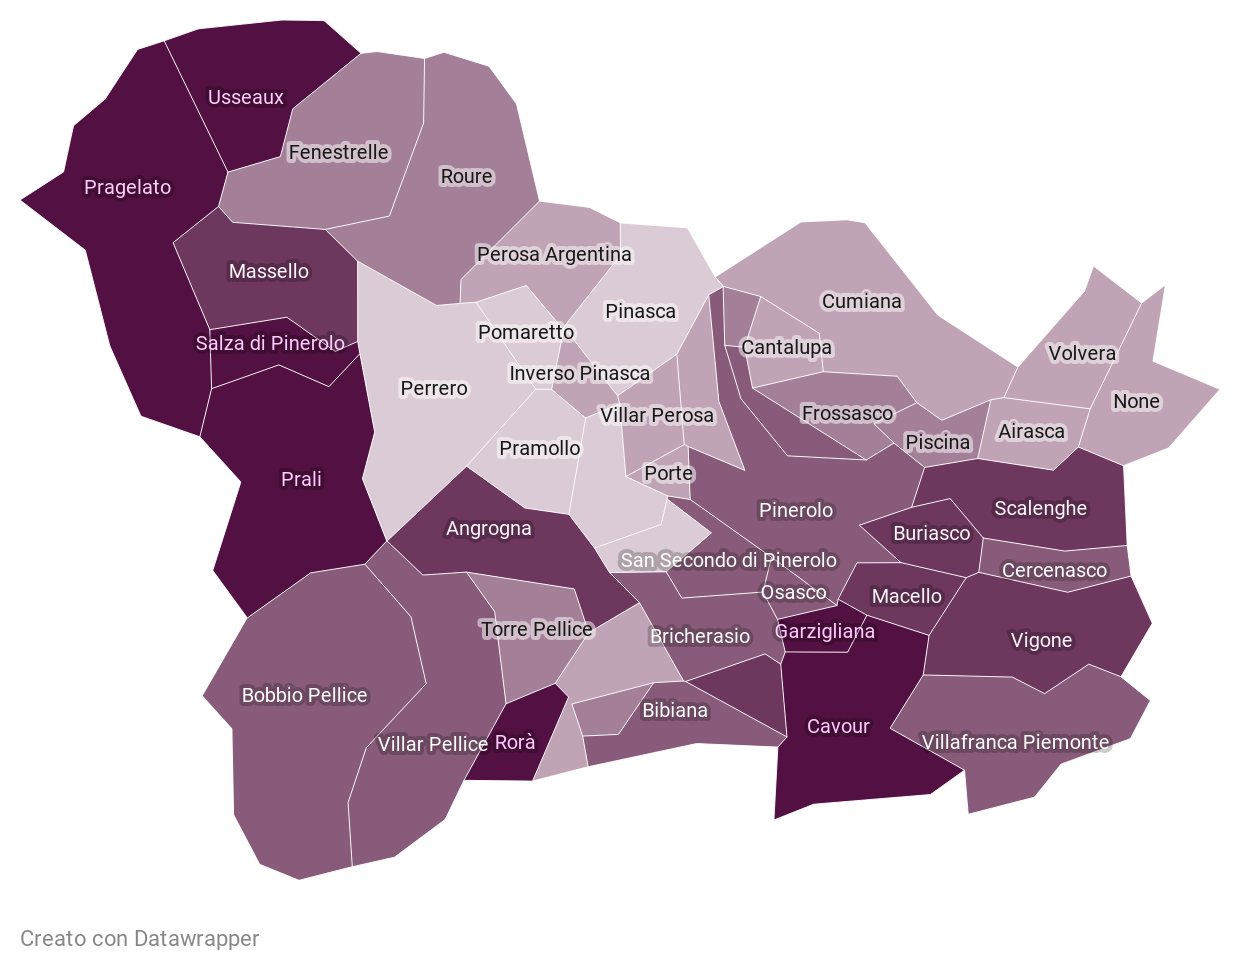 Usseaux
Fenestrelle
Roure
Pragelato
Perosa Argentina
Massello
Cumiana
Pinasca
Pomaretto
Salza di Pinerolo
Cantalupa
Volvera
Inverso Pinasca
Perrero
None
Frossasco
Villar Perosa
Airasca
Piscina
Pramollo
Porte
Prali
Scalenghe
Pinerolo
Angrogna
Buriasco
San Secondo di Pinerolo
Cercenasco
Osasco
Macello
Torre Pellice
Garzigliana
Bricherasio
Vigone
Bobbio Pellice
Bibiana
Cavour
Villar Pellice
Rorà
Villafranca Piemonte
Creato con Datawrapper